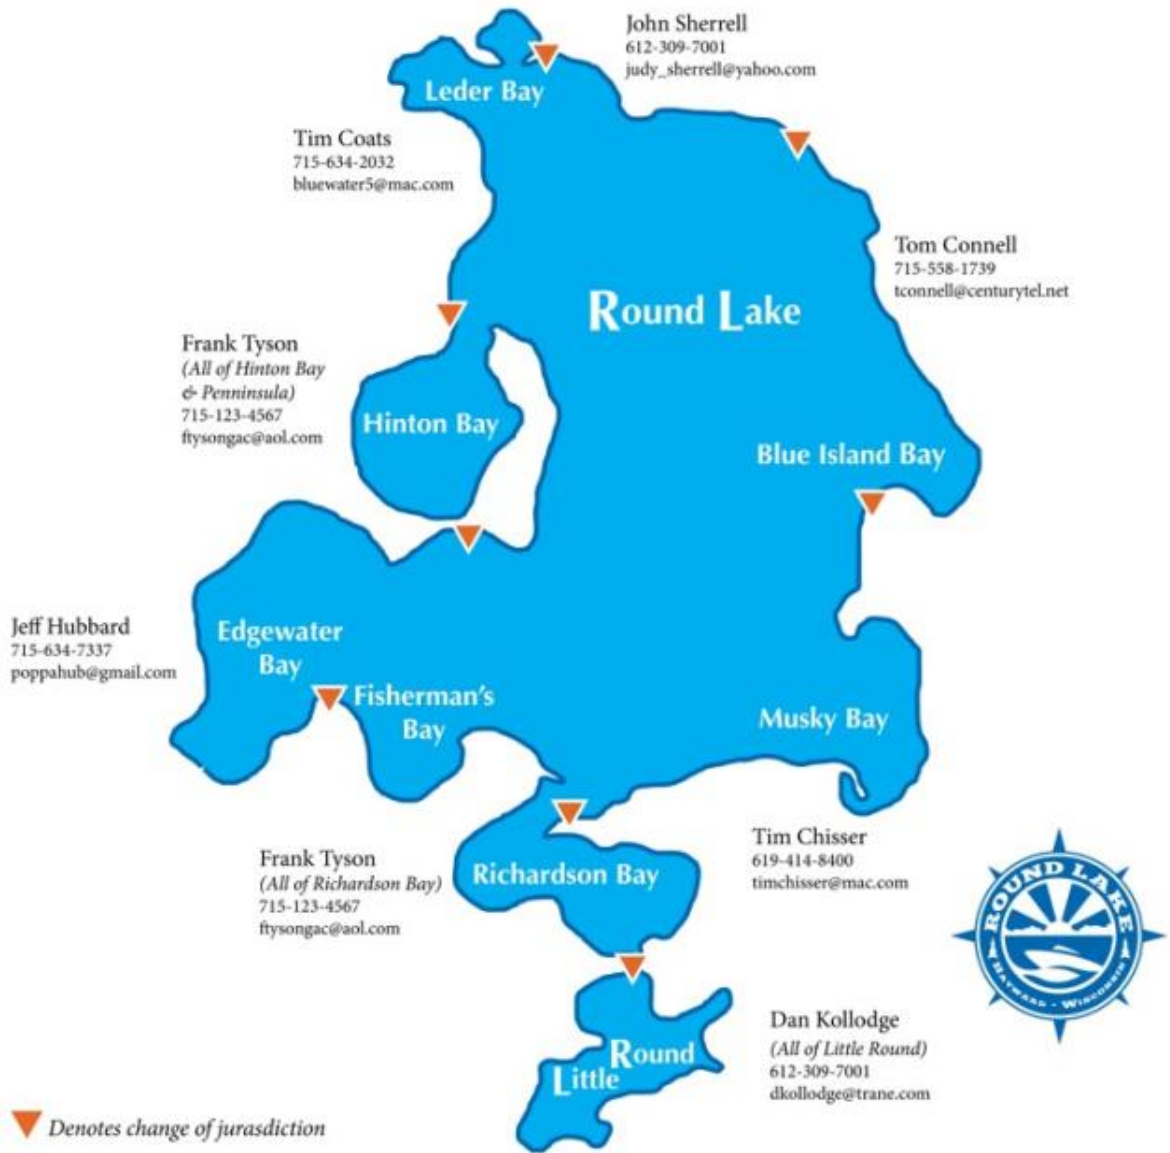 John Sherrell
612-309-7001
judy_sherrell@yahoo.com
Leder Bay
Tim Coats
715-634-2032
bluewater5@mac.com
Tom Connell
715-558-1739
tconnell@centurytel.net
Round Lake
Frank Tyson
(All of Hinton Bay
& Penninsula)
715-123-4567
ftysongac@aol.com
Hinton Bay
Blue Island Bay
Jeff Hubbard
715-634-7337
poppahub@gmail.com
Edgewater
Bay
Fisherman's
Bay
Musky Bay
Tim Chisser
619-414-8400
timchisser@mac.com
Frank Tyson
(All of Richardson Bay)
715-123-4567
ftysongac@aol.com
Richardson Bay
ROUND LAKE
HAYWARD - WISCONSIN
Dan Kollodge
(All of Little Round)
612-309-7001
dkollodge@trane.com
Round
Little
Denotes change of jurasdiction